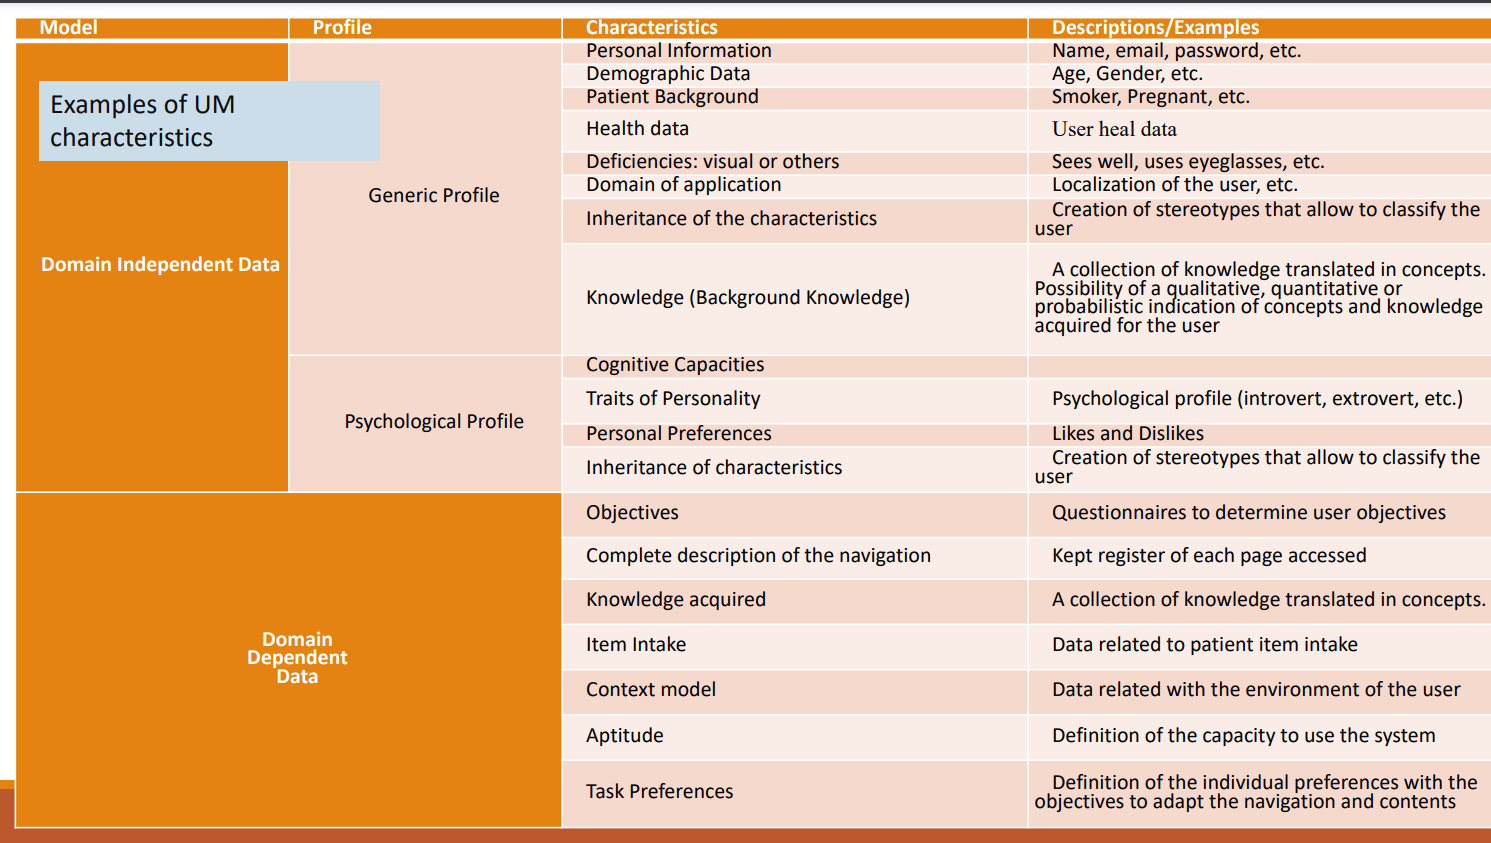 Model Profile Characteristics Descriptions/Examples
Examples of UM
characteristics
Domain Independent Data
Generic Profile
Personal Information Name, email, password, etc.
Demographic Data Age, Gender, etc.
Patient Background Smoker, Pregnant, etc.
Health data User heal data
Deficiencies: visual or others Sees well, uses eyeglasses, etc.
Domain of application Localization of the user, etc.
Inheritance of the characteristics Creation of stereotypes that allow to classify the
user
Knowledge (Background Knowledge) A collection of knowledge translated in concepts.
Possibility of a qualitative, quantitative or
probabilistic indication of concepts and knowledge
acquired for the user
Psychological Profile
Cognitive Capacities
Traits of Personality Psychological profile (introvert, extrovert, etc.)
Personal Preferences Likes and Dislikes
Inheritance of characteristics Creation of stereotypes that allow to classify the
user
Domain
Dependent
Data
Objectives Questionnaires to determine user objectives
Complete description of the navigation Kept register of each page accessed
Knowledge acquired A collection of knowledge translated in concepts.
Item Intake Data related to patient item intake
Context model Data related with the environment of the user
Aptitude Definition of the capacity to use the system
Task Preferences Definition of the individual preferences with the
objectives to adapt the navigation and contents